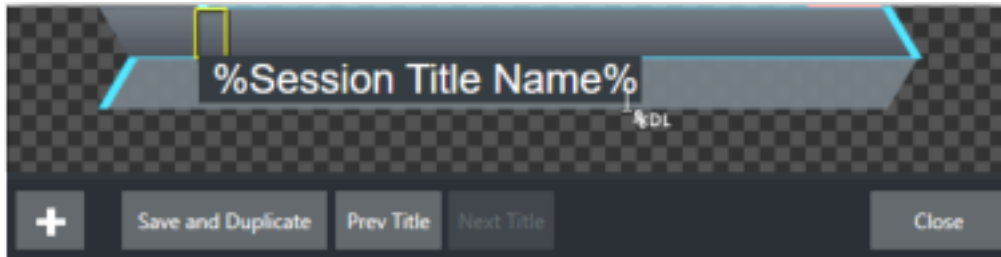 %Session Title Name%
Save and Duplicate
Prev Title
Next Title
Close